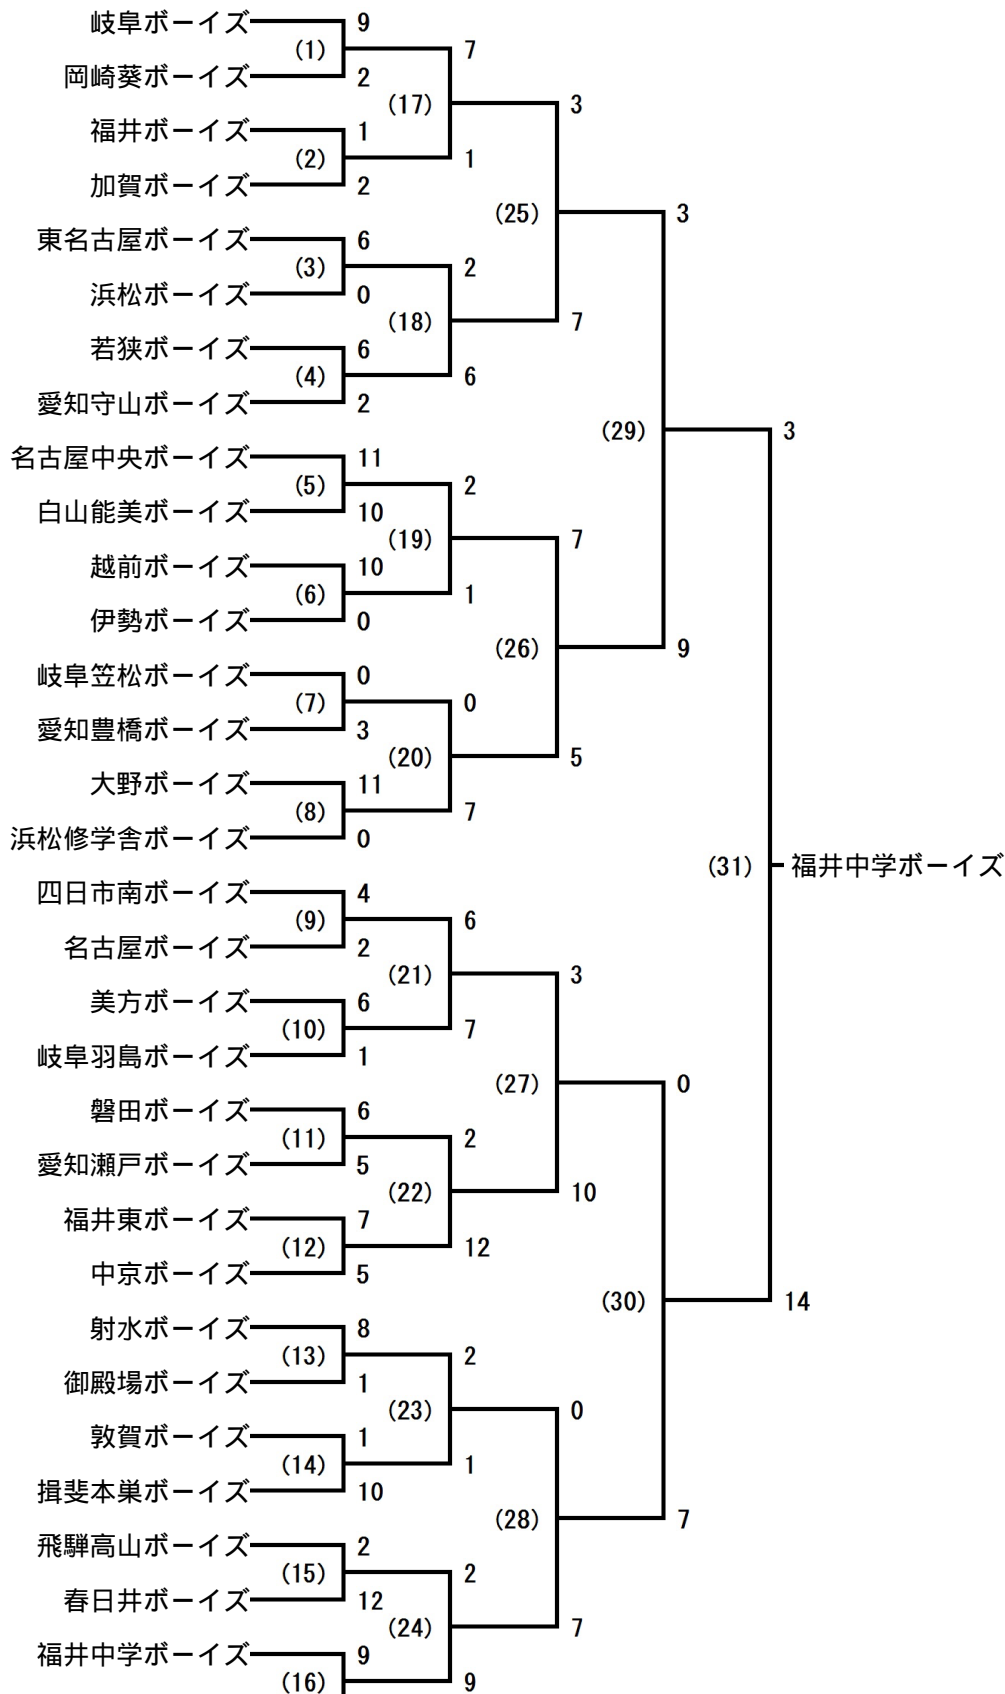 岐阜ボーイズ 9
(1) 7
岡崎葵ボーイズ 2
(17) 3
福井ボーイズ 1
(2) 1
加賀ボーイズ 2
(25) 3
東名古屋ボーイズ 6
(3) 2
浜松ボーイズ 0
(18) 7
若狭ボーイズ 6
(4) 6
愛知守山ボーイズ 2
(29) 3
名古屋中央ボーイズ 11
(5) 2
白山能美ボーイズ 10
(19) 7
越前ボーイズ 10
(6) 1
伊勢ボーイズ 0
(26) 9
岐阜笠松ボーイズ 0
(7) 0
愛知豊橋ボーイズ 3
(20) 5
大野ボーイズ 11
(8) 7
浜松修学舎ボーイズ 0
(31) 福井中学ボーイズ
四日市南ボーイズ 4
(9) 6
名古屋ボーイズ 2
(21) 3
美方ボーイズ 6
(10) 7
岐阜羽島ボーイズ 1
(27) 0
磐田ボーイズ 6
(11) 2
愛知瀬戸ボーイズ 5
(22) 10
福井東ボーイズ 7
(12) 12
中京ボーイズ 5
(30) 14
射水ボーイズ 8
(13) 2
御殿場ボーイズ 1
(23) 0
敦賀ボーイズ 1
(14) 1
揖斐本巣ボーイズ 10
(28) 7
飛騨高山ボーイズ 2
(15) 2
春日井ボーイズ 12
(24) 7
福井中学ボーイズ 9
(16) 9